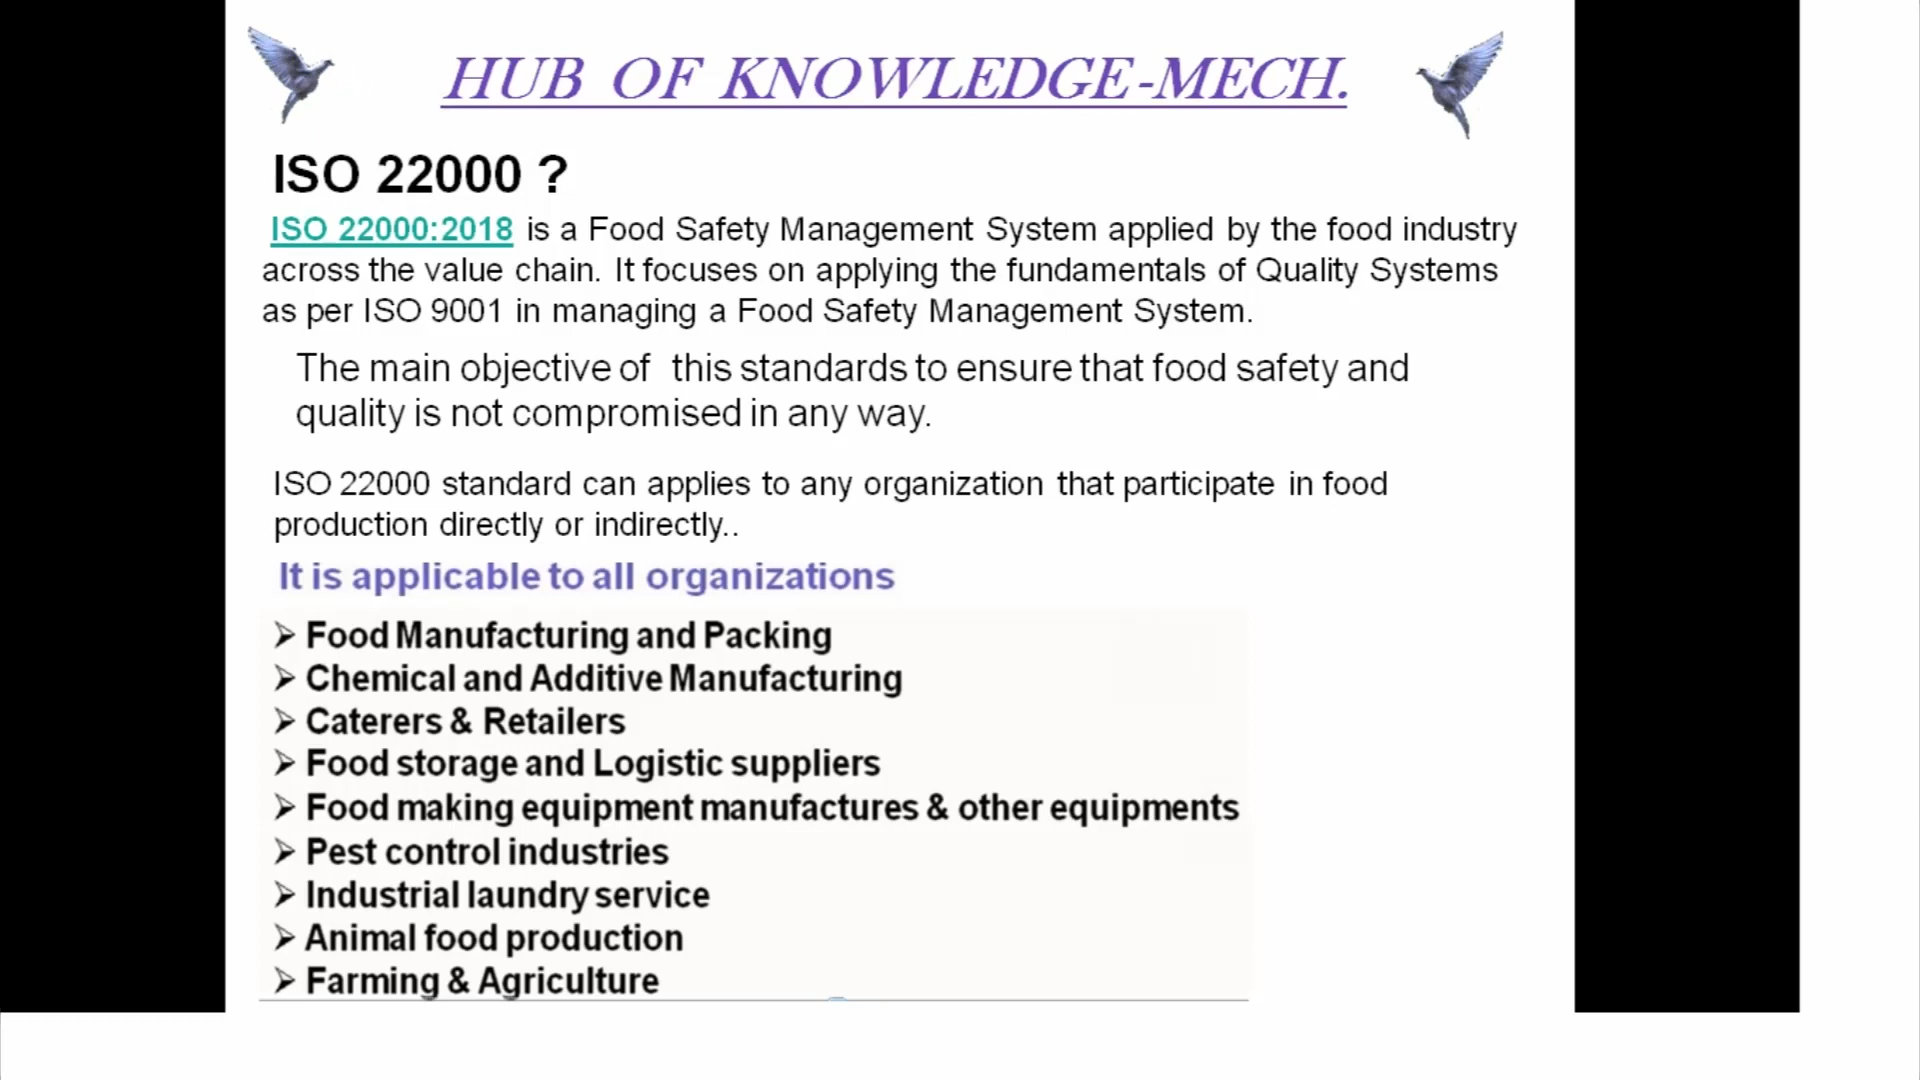 HUB OF KNOWLEDGE-MECH.
ISO 22000 ?
ISO 22000:2018 is a Food Safety Management System applied by the food industry
across the value chain. It focuses on applying the fundamentals of Quality Systems
as per ISO 9001 in managing a Food Safety Management System.
The main objective of this standards to ensure that food safety and
quality is not compromised in any way.
ISO 22000 standard can applies to any organization that participate in food
production directly or indirectly..
It is applicable to all organizations
➢ Food Manufacturing and Packing
➢ Chemical and Additive Manufacturing
➢ Caterers & Retailers
➢ Food storage and Logistic suppliers
➢ Food making equipment manufactures & other equipments
➢ Pest control industries
➢ Industrial laundry service
➢ Animal food production
➢ Farming & Agriculture